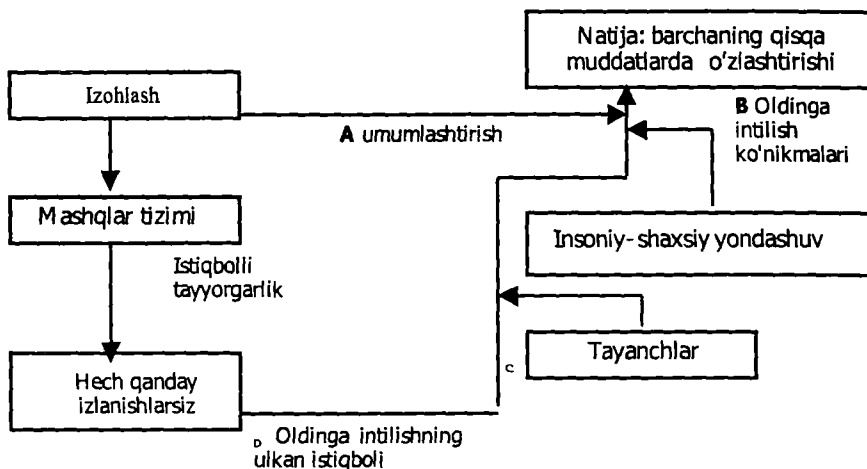 Natija: barchaning qisqa
muddatlarda o'zlashtirishi
Izohlash
A umumlashtirish
B Oldinga
intilish
ko'nikmalari
Mashqlar tizimi
Insoniy-shaxsiy yondashuv
Istiqbolli
tayyorgarlik
Tayanchlar
C
Hech qanday
izlanishlarsiz
D Oldinga intilishning
ulkan istiqboli